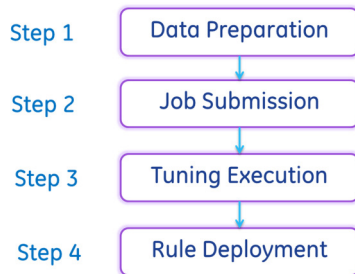 Step 1 Data Preparation
Step 2 Job Submission
Step 3 Tuning Execution
Step 4 Rule Deployment